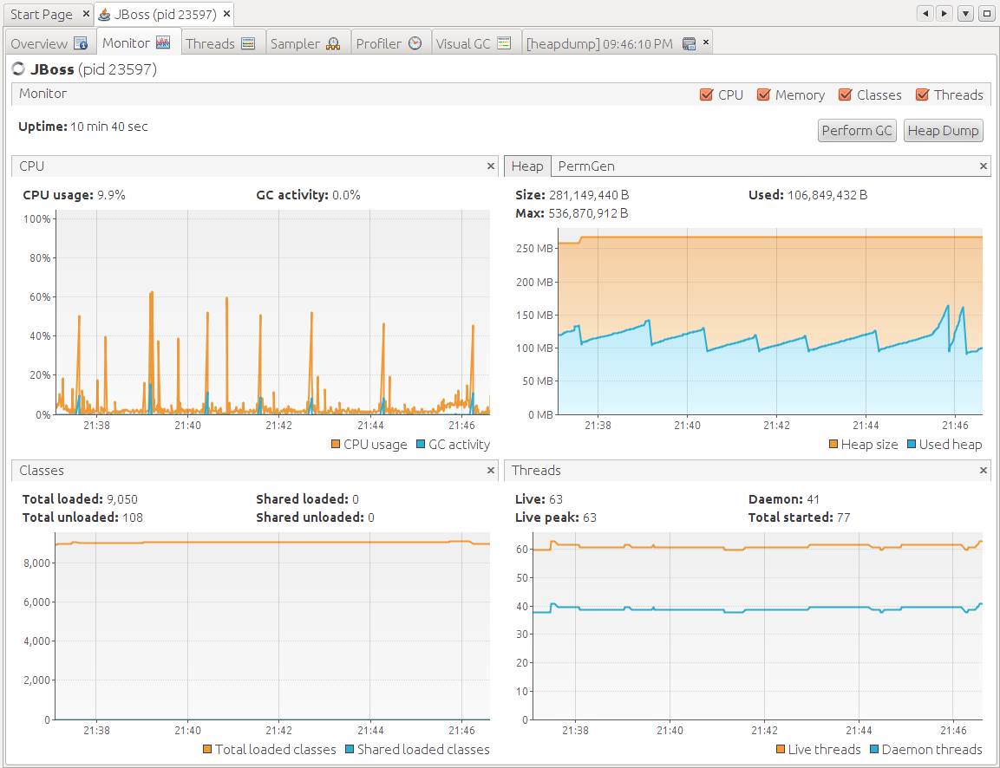 Start Page JBoss (pid 23597)
Overview Monitor Threads Sampler Profiler Visual GC [heapdump] 09:46:10 PM
JBoss (pid 23597)
Monitor CPU Memory Classes Threads
Uptime: 10 min 40 sec
Perform GC Heap Dump
CPU
CPU usage: 9.9% GC activity: 0.0%
100%
80%
60%
40%
20%
0%
21:38 21:40 21:42 21:44 21:46
CPU usage GC activity
Heap PermGen
Size: 281,149,440 B Used: 106,849,432 B
Max: 536,870,912 B
250 MB
200 MB
150 MB
100 MB
50 MB
0 MB
21:38 21:40 21:42 21:44 21:46
Heap size Used heap
Classes
Total loaded: 9,050 Shared loaded: 0
Total unloaded: 108 Shared unloaded: 0
8,000
6,000
4,000
2,000
0
21:38 21:40 21:42 21:44 21:46
Total loaded classes Shared loaded classes
Threads
Live: 63 Daemon: 41
Live peak: 63 Total started: 77
60
50
40
30
20
10
0
21:38 21:40 21:42 21:44 21:46
Live threads Daemon threads